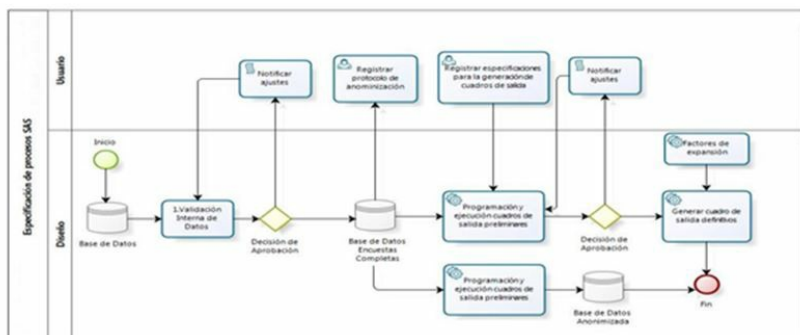 Especificación de procesos SAS
Usuario
Notificar
ajustes
Registrar
protocolo de
anominización
Registrar especificaciones
para la generación de
cuadros de salida
Notificar
ajustes
Diseño
Inicio
Base de Datos
1.Validación
Interna de
Datos
Decisión de
Aprobación
Base de Datos
Encuestas
Completas
Programación y
ejecución cuadros de
salida preliminares
Decisión de
Aprobación
Factores de
expansión
Generar cuadro de
salida definitivos
Programación y
ejecución cuadros de
salida preliminares
Base de Datos
Anonimizada
Fin